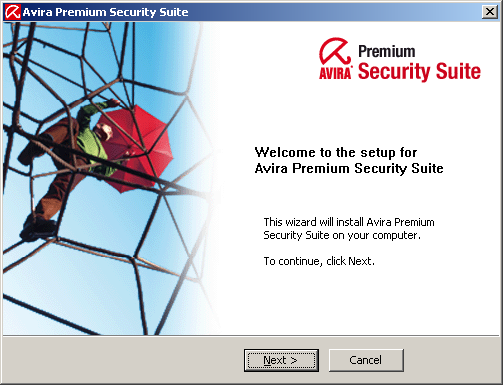 Avira Premium Security Suite
Premium
AVIRA Security Suite
Welcome to the setup for
Avira Premium Security Suite
This wizard will install Avira Premium
Security Suite on your computer.
To continue, click Next.
Next >
Cancel